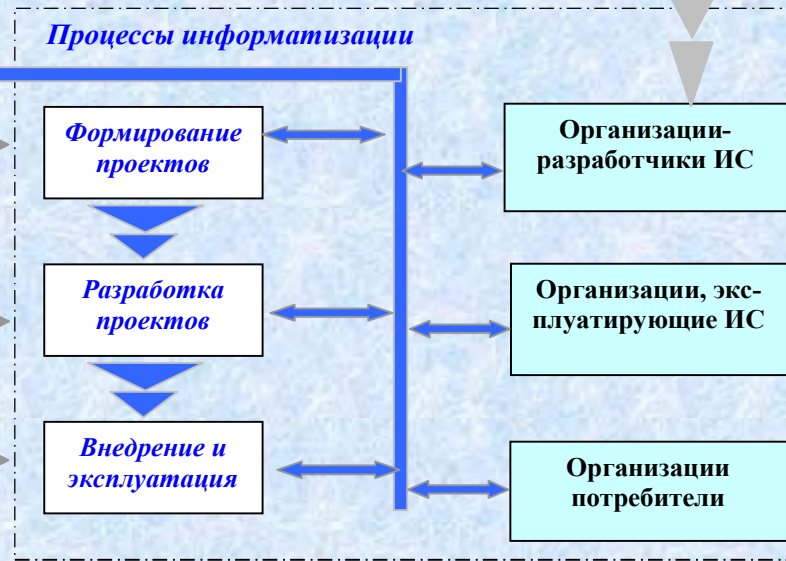 Процессы информатизации
Формирование
проектов
Организации-
разработчики ИС
Разработка
проектов
Организации, экс-
плуатирующие ИС
Внедрение и
эксплуатация
Организации
потребители